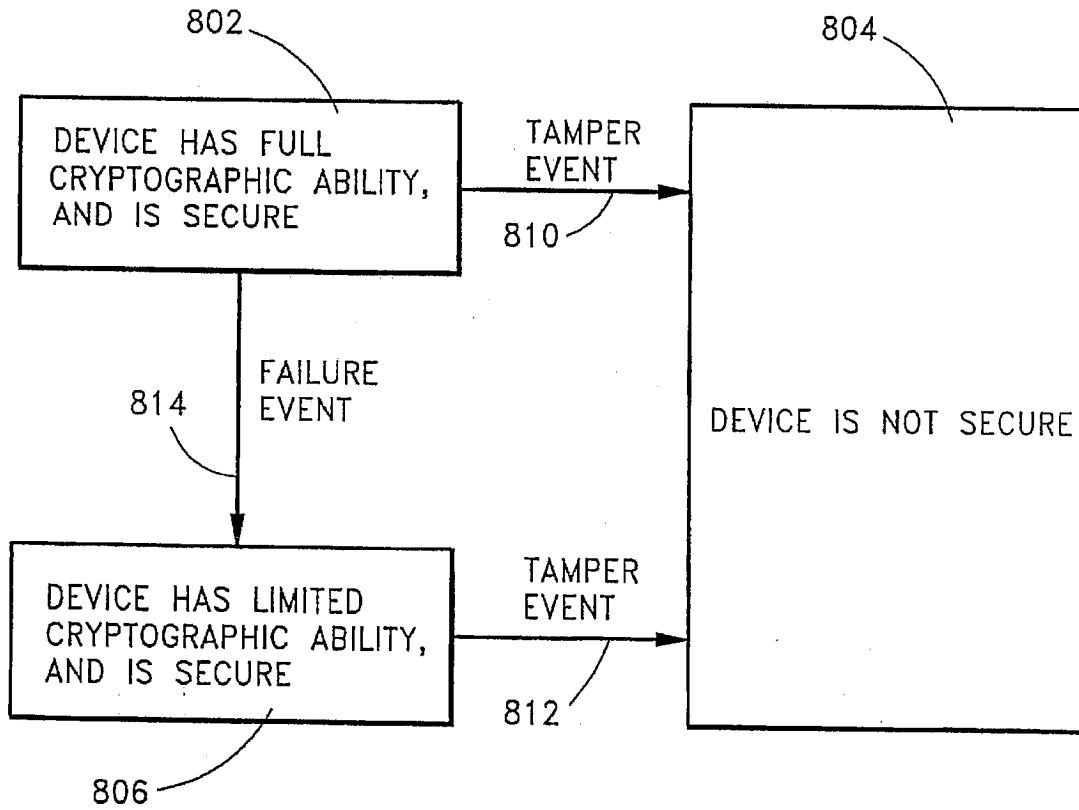 802
804
DEVICE HAS FULL
CRYPTOGRAPHIC ABILITY,
AND IS SECURE
TAMPER
EVENT
810
FAILURE
EVENT
814
DEVICE IS NOT SECURE
DEVICE HAS LIMITED
CRYPTOGRAPHIC ABILITY,
AND IS SECURE
TAMPER
EVENT
812
806